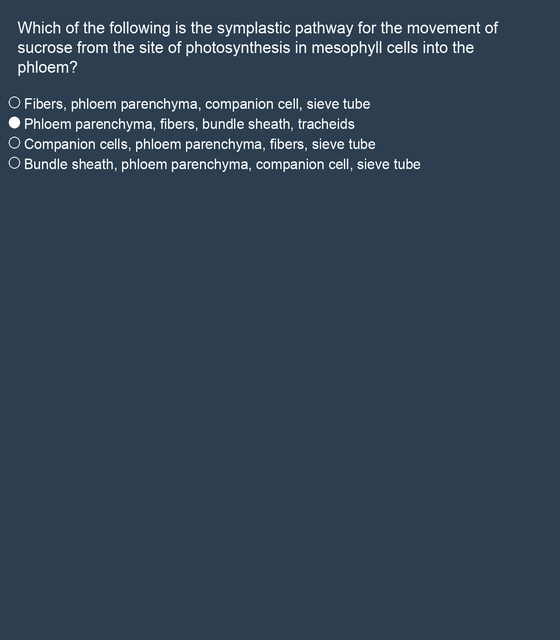 Which of the following is the symplastic pathway for the movement of
sucrose from the site of photosynthesis in mesophyll cells into the
phloem?
Fibers, phloem parenchyma, companion cell, sieve tube
Phloem parenchyma, fibers, bundle sheath, tracheids
Companion cells, phloem parenchyma, fibers, sieve tube
Bundle sheath, phloem parenchyma, companion cell, sieve tube